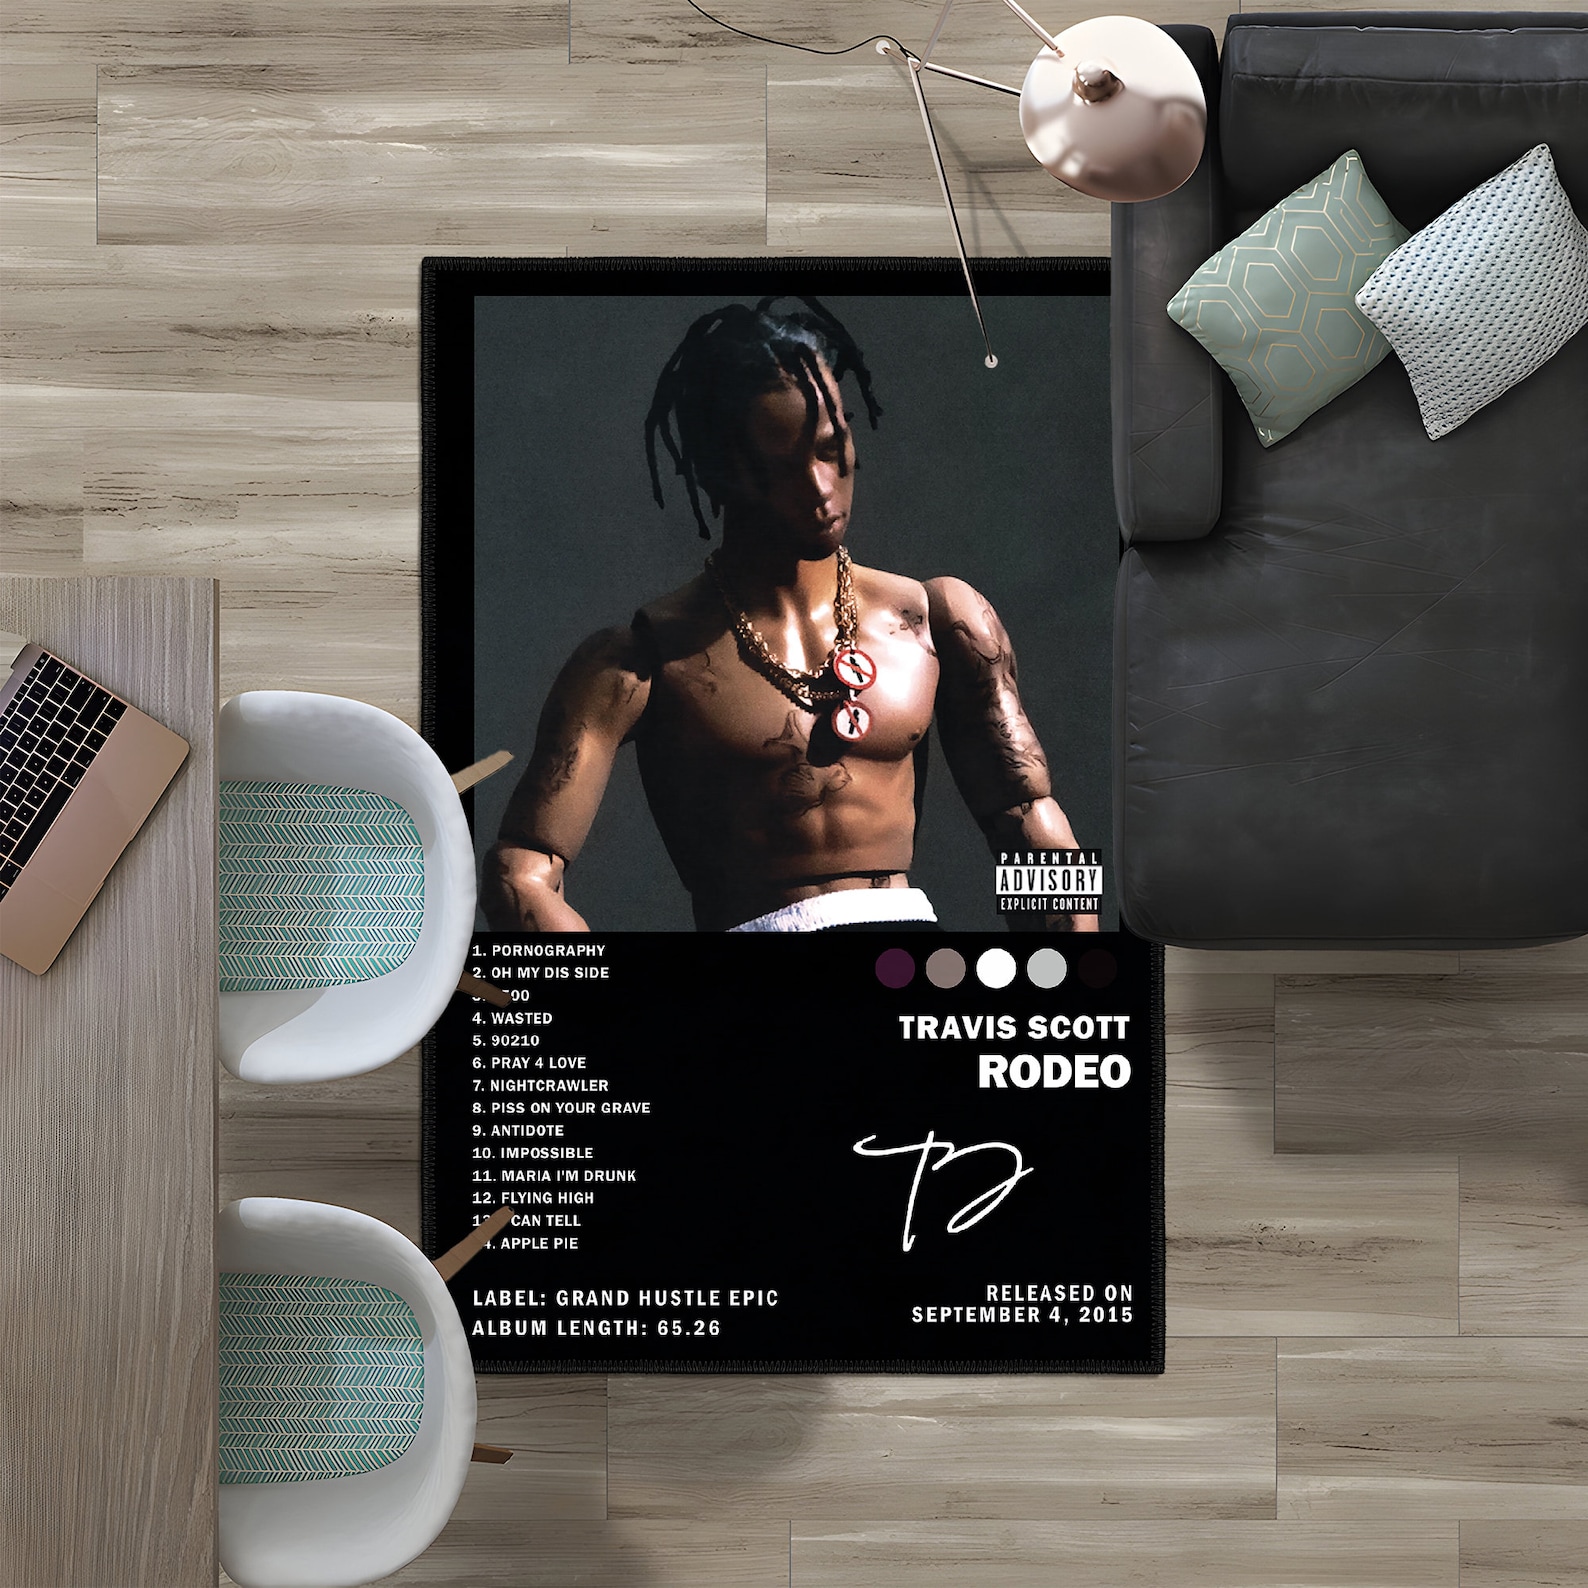 PARENTAL
ADVISORY
EXPLICIT CONTENT
1. PORNOGRAPHY
2. OH MY DIS SIDE
00
4. WASTED
5. 90210
6. PRAY 4 LOVE
7. NIGHTCRAWLER
8. PISS ON YOUR GRAVE
9. ANTIDOTE
10. IMPOSSIBLE
11. MARIA I'M DRUNK
12. FLYING HIGH
CAN TELL
4. APPLE PIE
LABEL: GRAND HUSTLE EPIC
ALBUM LENGTH: 65.26
TRAVIS SCOTT
RODEO
RELEASED ON
SEPTEMBER 4, 2015